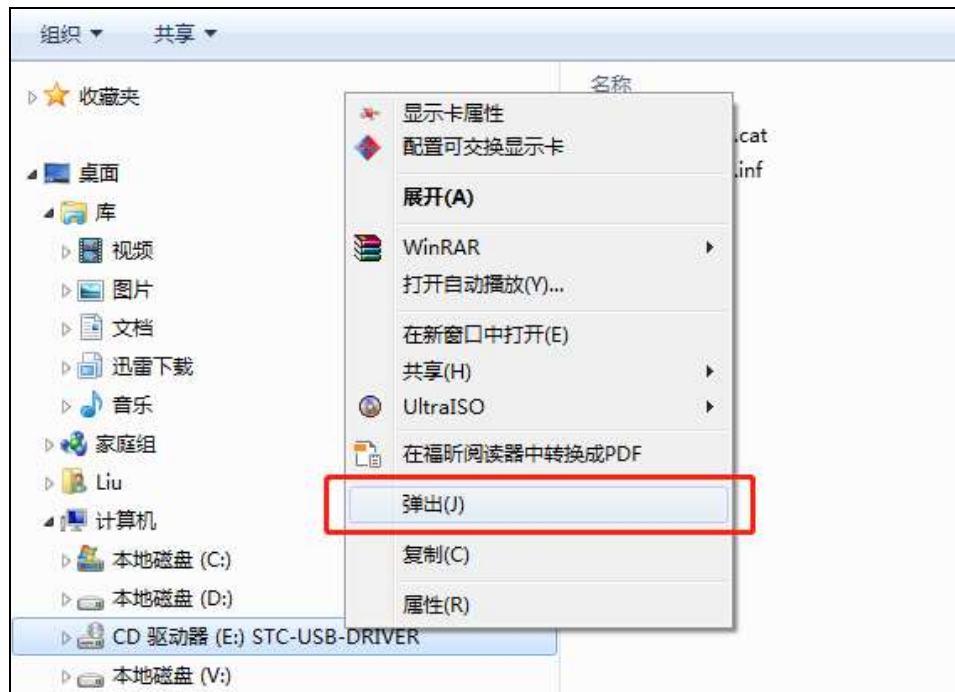 组织 共享
收藏夹
桌面
库
视频
图片
文档
迅雷下载
音乐
家庭组
Liu
计算机
本地磁盘 (C:)
本地磁盘 (D:)
CD 驱动器 (E:) STC-USB-DRIVER
本地磁盘 (V:)
显示卡属性
配置可交换显示卡
展开(A)
WinRAR
打开自动播放(Y)...
在新窗口中打开(E)
共享(H)
UltraISO
在福昕阅读器中转换成PDF
弹出(J)
复制(C)
属性(R)
名称
.cat
.inf